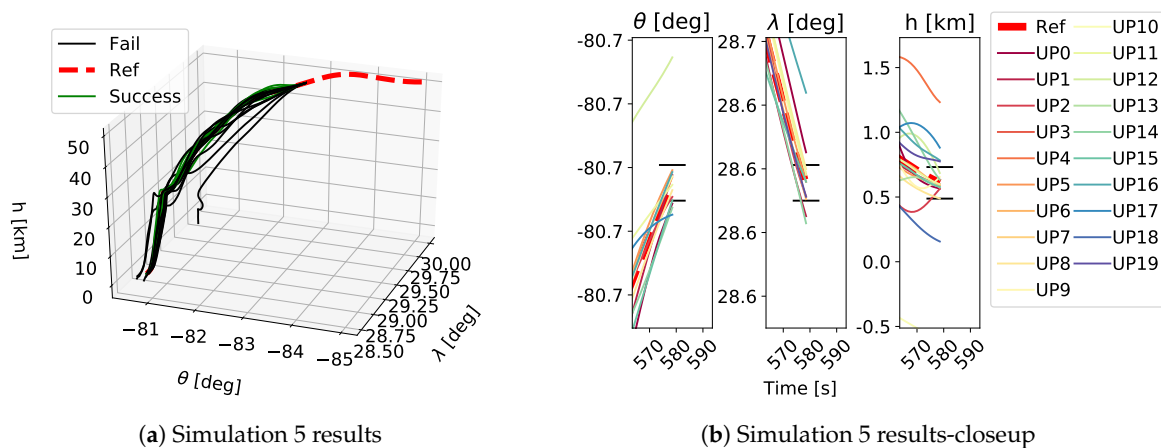 Fail
Ref
Success
50
40
30
20
10
0
h [km]
−81
−82
−83
−84
−85
θ [deg]
30.00
29.75
29.50
29.25
29.00
28.75
28.50
λ [deg]
(a) Simulation 5 results
θ [deg]
λ [deg]
h [km]
-80.7
-80.7
-80.7
-80.7
-80.7
28.7
28.6
28.6
28.6
28.6
1.5
1.0
0.5
0.0
-0.5
570
580
590
570
580
590
570
580
590
Time [s]
Ref
UP0
UP1
UP2
UP3
UP4
UP5
UP6
UP7
UP8
UP9
UP10
UP11
UP12
UP13
UP14
UP15
UP16
UP17
UP18
UP19
(b) Simulation 5 results-closeup